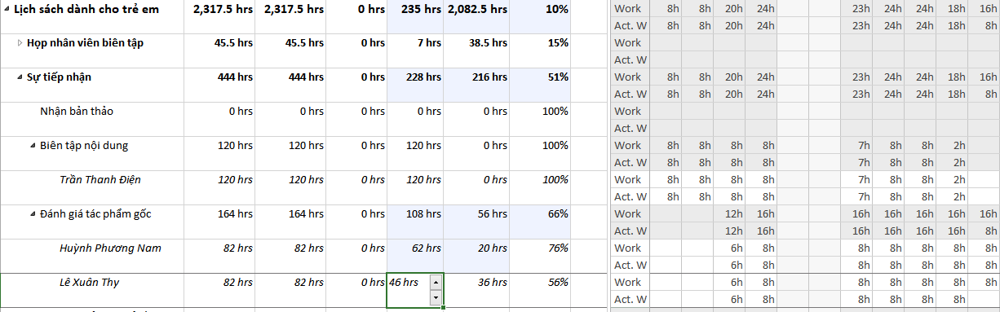 Lịch sách dành cho trẻ em 2,317.5 hrs 2,317.5 hrs 0 hrs 235 hrs 2,082.5 hrs 10% Work 8h 8h 20h 24h 23h 24h 24h 18h 16h
Act. W 8h 8h 20h 24h 23h 24h 24h 18h 8h
Họp nhân viên biên tập 45.5 hrs 45.5 hrs 0 hrs 7 hrs 38.5 hrs 15% Work
Act. W
Sự tiếp nhận 444 hrs 444 hrs 0 hrs 228 hrs 216 hrs 51% Work 8h 8h 20h 24h 23h 24h 24h 18h 16h
Act. W 8h 8h 20h 24h 23h 24h 24h 18h 8h
Nhận bản thảo 0 hrs 0 hrs 0 hrs 0 hrs 0 hrs 100% Work
Act. W
Biên tập nội dung 120 hrs 120 hrs 0 hrs 120 hrs 0 hrs 100% Work 8h 8h 8h 8h 7h 8h 8h 2h
Act. W 8h 8h 8h 8h 7h 8h 8h 2h
Trần Thanh Điện 120 hrs 120 hrs 0 hrs 120 hrs 0 hrs 100% Work 8h 8h 8h 8h 7h 8h 8h 2h
Act. W 8h 8h 8h 8h 7h 8h 8h 2h
Đánh giá tác phẩm gốc 164 hrs 164 hrs 0 hrs 108 hrs 56 hrs 66% Work 12h 16h 16h 16h 16h 16h 16h
Act. W 12h 16h 16h 16h 16h 16h 8h
Huỳnh Phương Nam 82 hrs 82 hrs 0 hrs 62 hrs 20 hrs 76% Work 6h 8h 8h 8h 8h 8h 8h
Act. W 6h 8h 8h 8h 8h 8h 8h
Lê Xuân Thy 82 hrs 82 hrs 0 hrs 46 hrs 36 hrs 56% Work 6h 8h 8h 8h 8h 8h 8h
Act. W 6h 8h 8h 8h 8h 8h